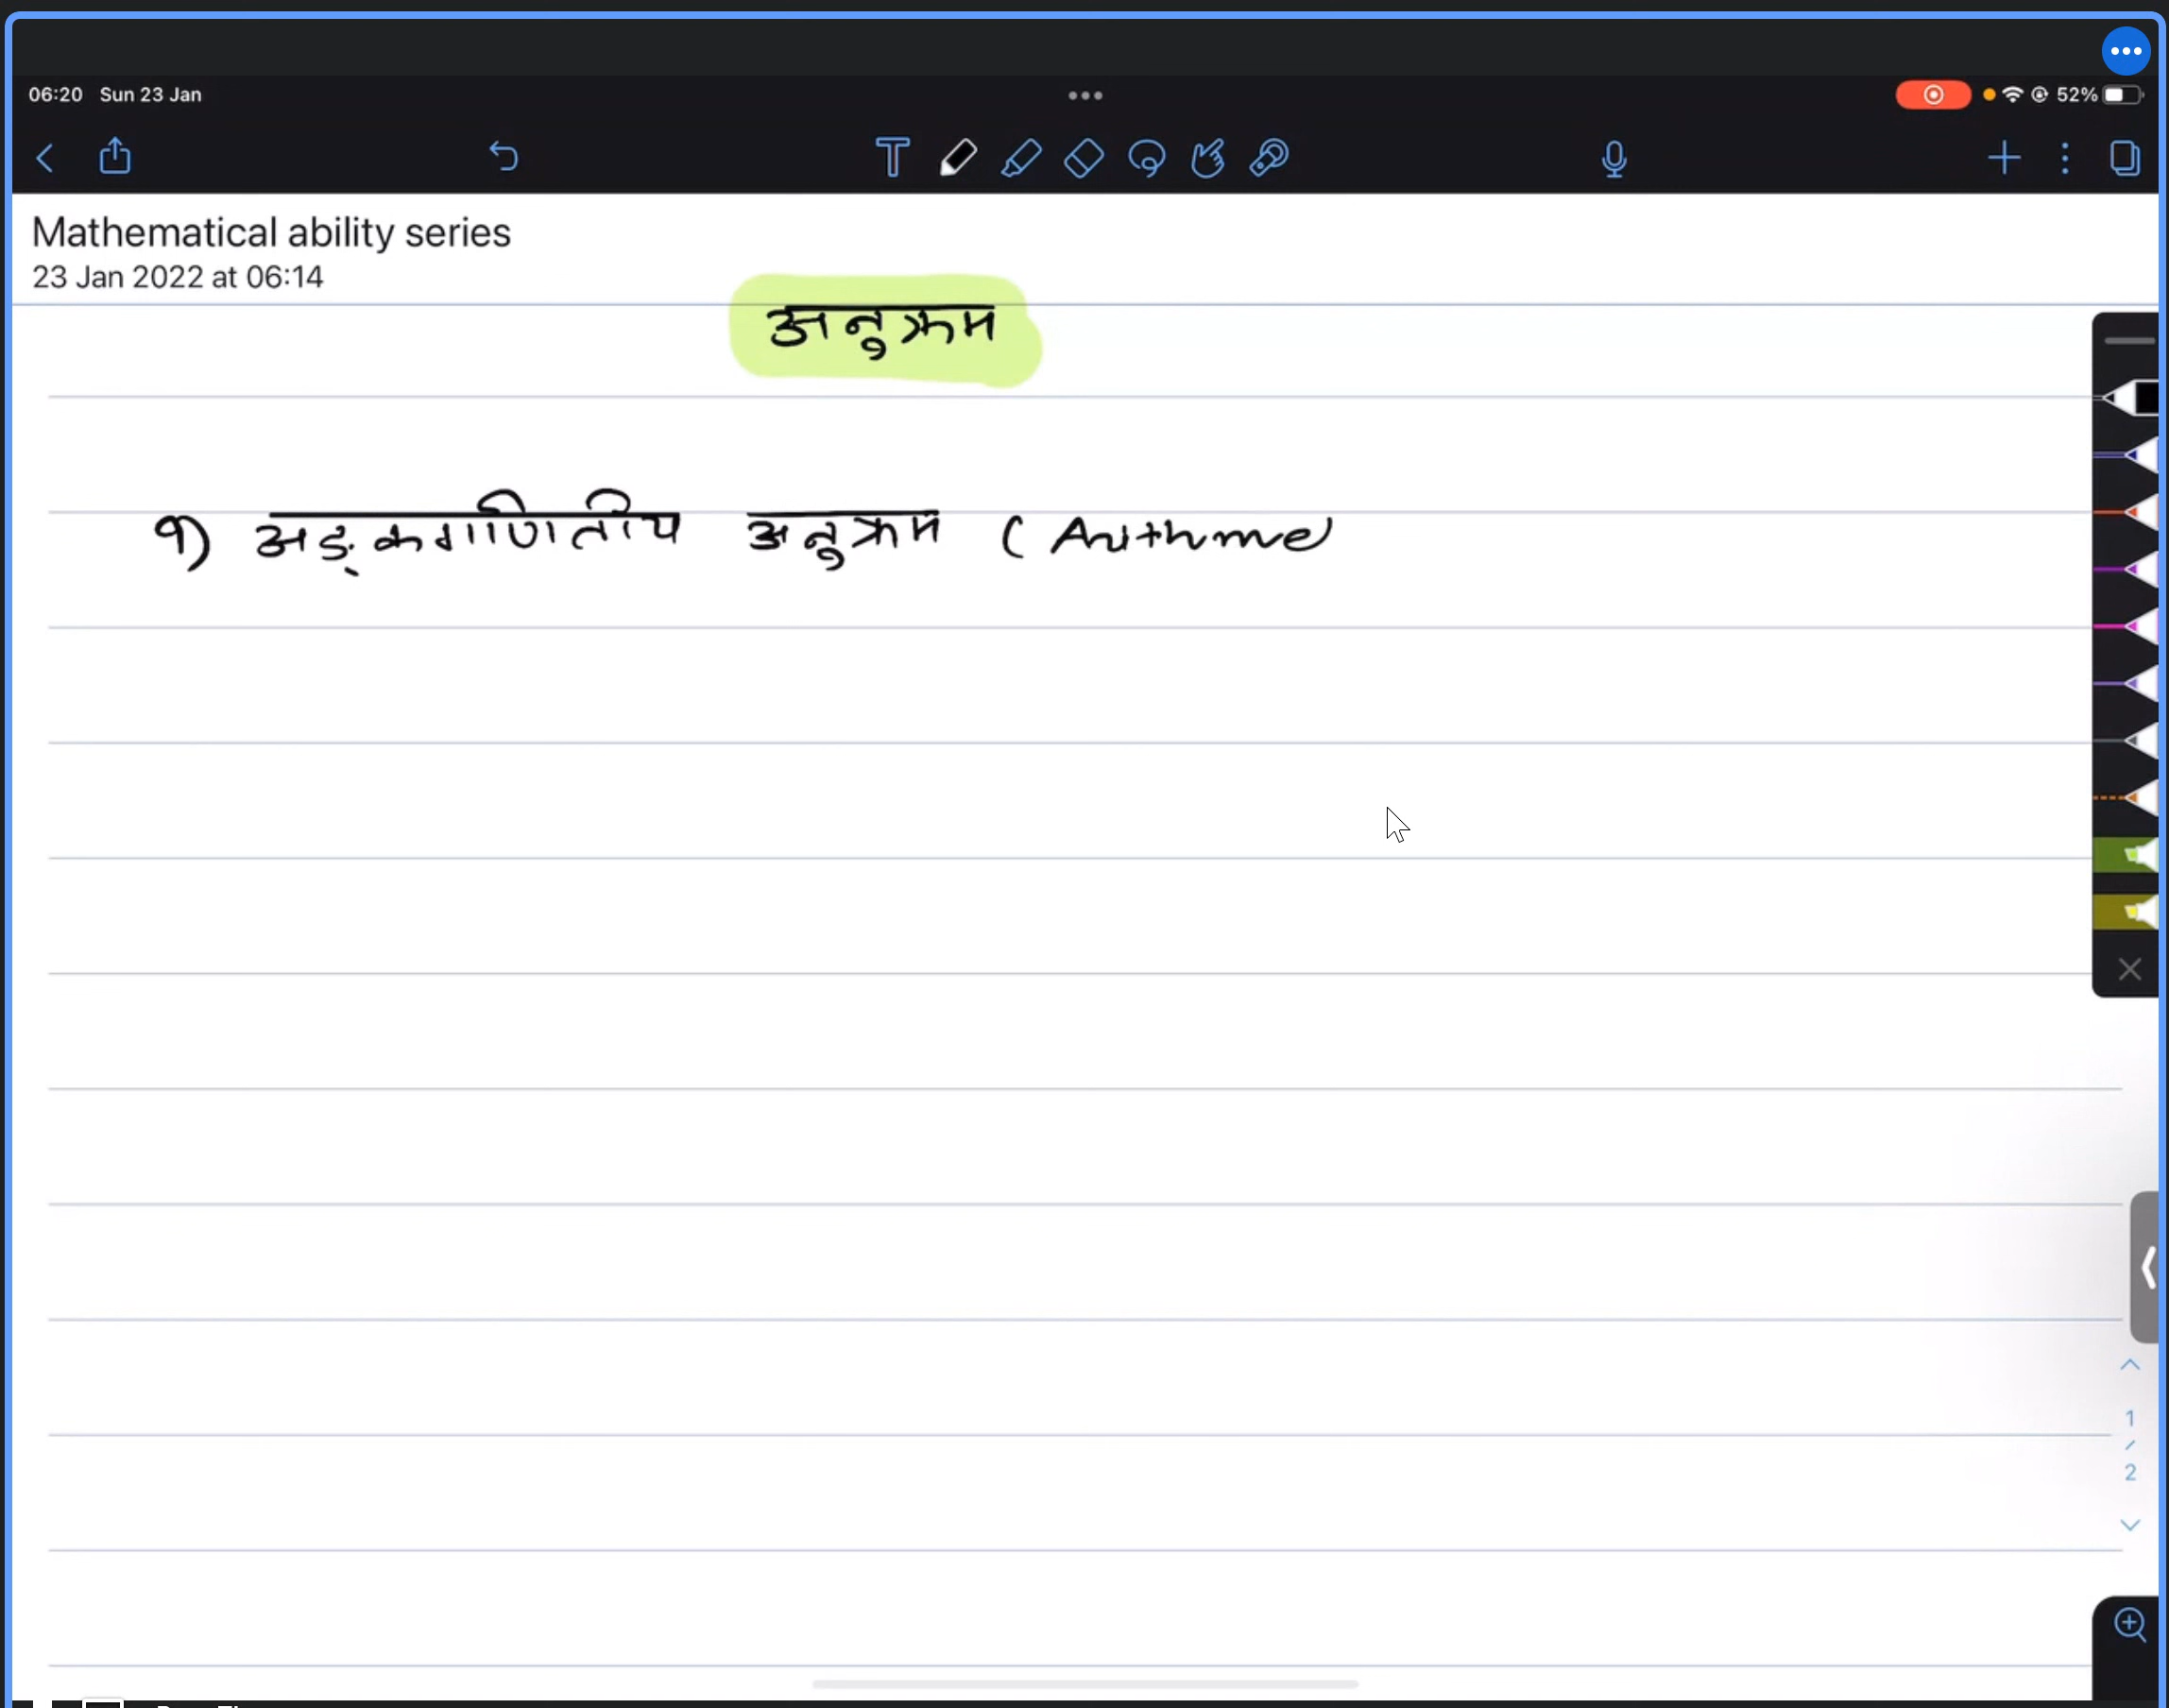 06:20 Sun 23 Jan
52%
Mathematical ability series
23 Jan 2022 at 06:14
अनुक्रम
१) अङ्कगणितीय अनुक्रम ( Arithme
1
/
2